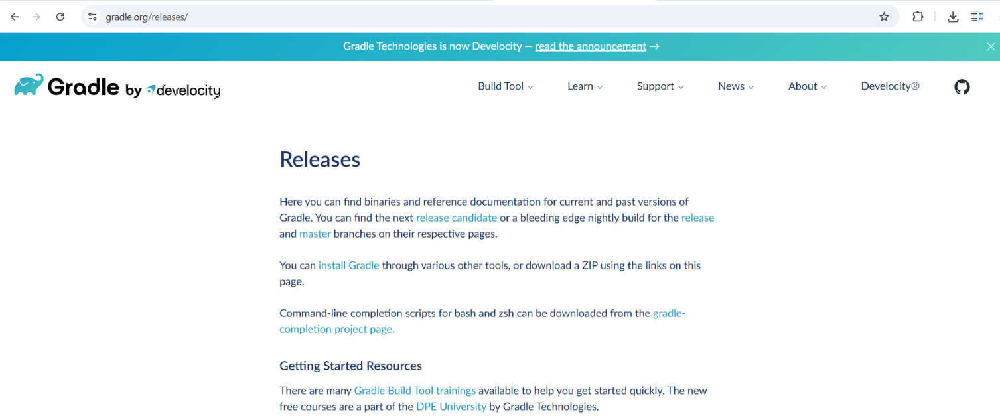 gradle.org/releases/
Gradle Technologies is now Develocity — read the announcement →
Gradle by develocity
Build Tool
Learn
Support
News
About
Develocity®
Releases
Here you can find binaries and reference documentation for current and past versions of
Gradle. You can find the next release candidate or a bleeding edge nightly build for the release
and master branches on their respective pages.
You can install Gradle through various other tools, or download a ZIP using the links on this
page.
Command-line completion scripts for bash and zsh can be downloaded from the gradle-
completion project page.
Getting Started Resources
There are many Gradle Build Tool trainings available to help you get started quickly. The new
free courses are a part of the DPE University by Gradle Technologies.